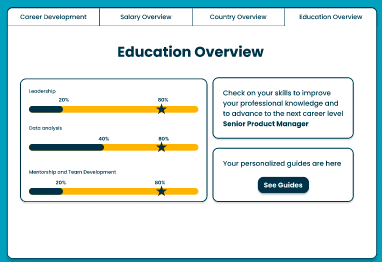 Career Development
Salary Overview
Country Overview
Education Overview
Education Overview
Leadership
20%
80%
Data analysis
40%
80%
Mentorship and Team Development
20%
80%
Check on your skills to improve
your professional knowledge and
to advance to the next career level
Senior Product Manager
Your personalized guides are here
See Guides